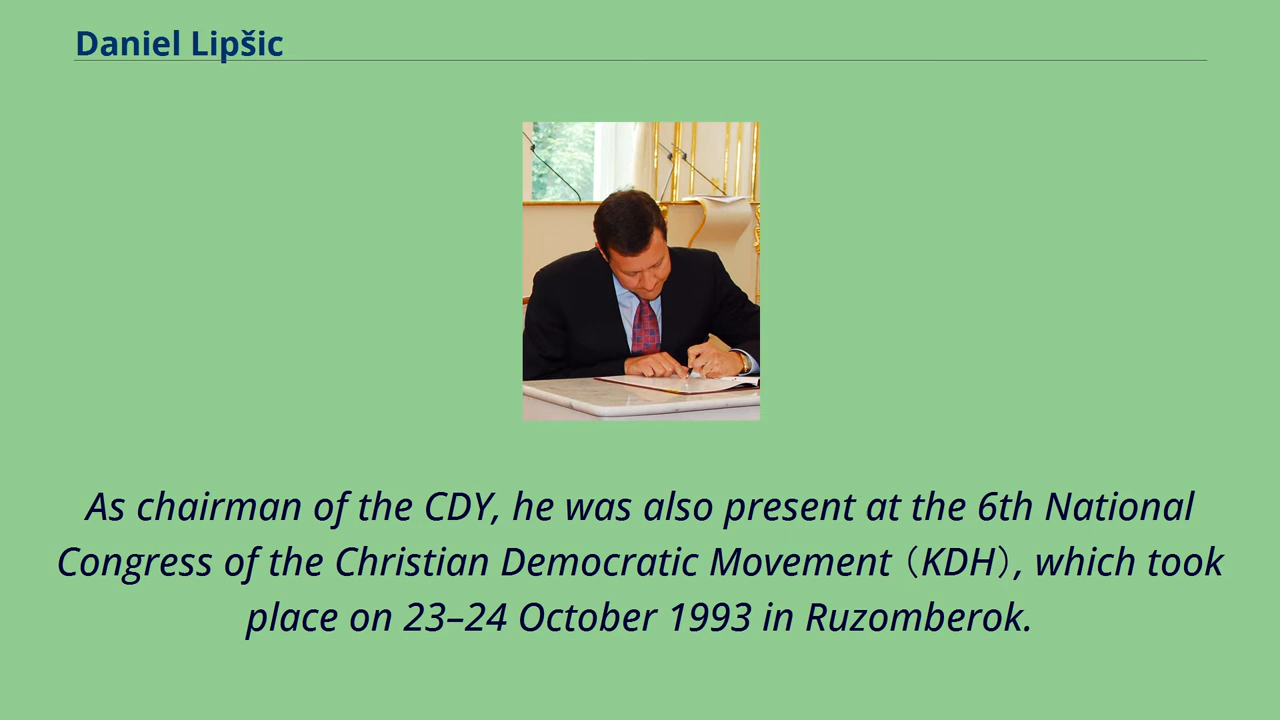 Daniel Lipšic
As chairman of the CDY, he was also present at the 6th National
Congress of the Christian Democratic Movement（KDH）, which took
place on 23–24 October 1993 in Ruzomberok.